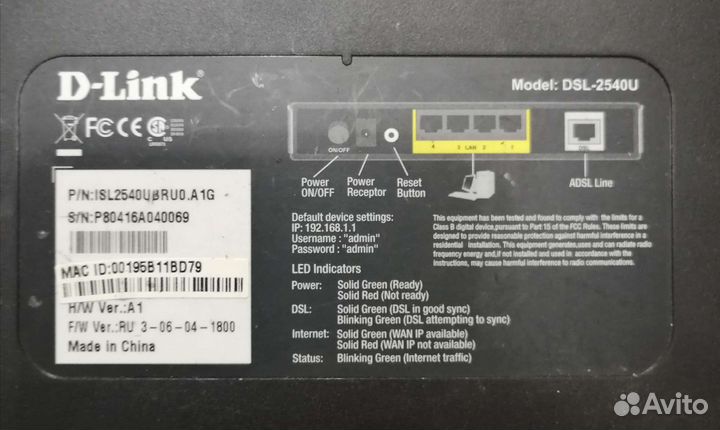 D-Link
Model: DSL-2540U
FC CE
C US
ON/OFF
4 3 LAN 2 1
DSL
Power ON/OFF
Power Receptor
Reset Button
ADSL Line
P/N:ISL2540UBRU0.A1G
S/N:P80416A040069
MAC ID:00195B11BD79
H/W Ver.:A1
F/W Ver.:RU 3-06-04-1800
Made in China
Default device settings:
IP: 192.168.1.1
Username : "admin"
Password : "admin"
This equipment has been tested and found to comply with the limits for a
Class B digital device,pursuant to Part 15 of the FCC Rules. These limits are
designed to provide reasonable protection against harmful interference in a
residential installation. This equipment generates,uses and can radiate radio
frequency energy and,if not installed and used in accordance with the
instructions, may cause harmful interference to radio communications.
LED Indicators
Power: Solid Green (Ready)
Solid Red (Not ready)
DSL: Solid Green (DSL in good sync)
Blinking Green (DSL attempting to sync)
Internet: Solid Green (WAN IP available)
Solid Red (WAN IP not available)
Status: Blinking Green (Internet traffic)
Avito